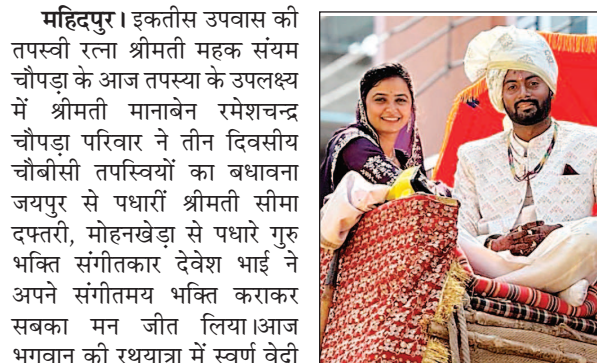 महिदपुर। इकतीस उपवास की
तपस्वी रत्ना श्रीमती महक संयम
चौपड़ा के आज तपस्या के उपलक्ष्य
में श्रीमती मानाबेन रमेशचन्द्र
चौपड़ा परिवार ने तीन दिवसीय
चौबीसी तपस्वियों का बधावना
जयपुर से पधारीं श्रीमती सीमा
दफ्तरी, मोहनखेड़ा से पधारे गुरु
भक्ति संगीतकार देवेश भाई ने
अपने संगीतमय भक्ति कराकर
सबका मन जीत लिया।आज
भगवान की रथयात्रा में स्वर्ण वेदी